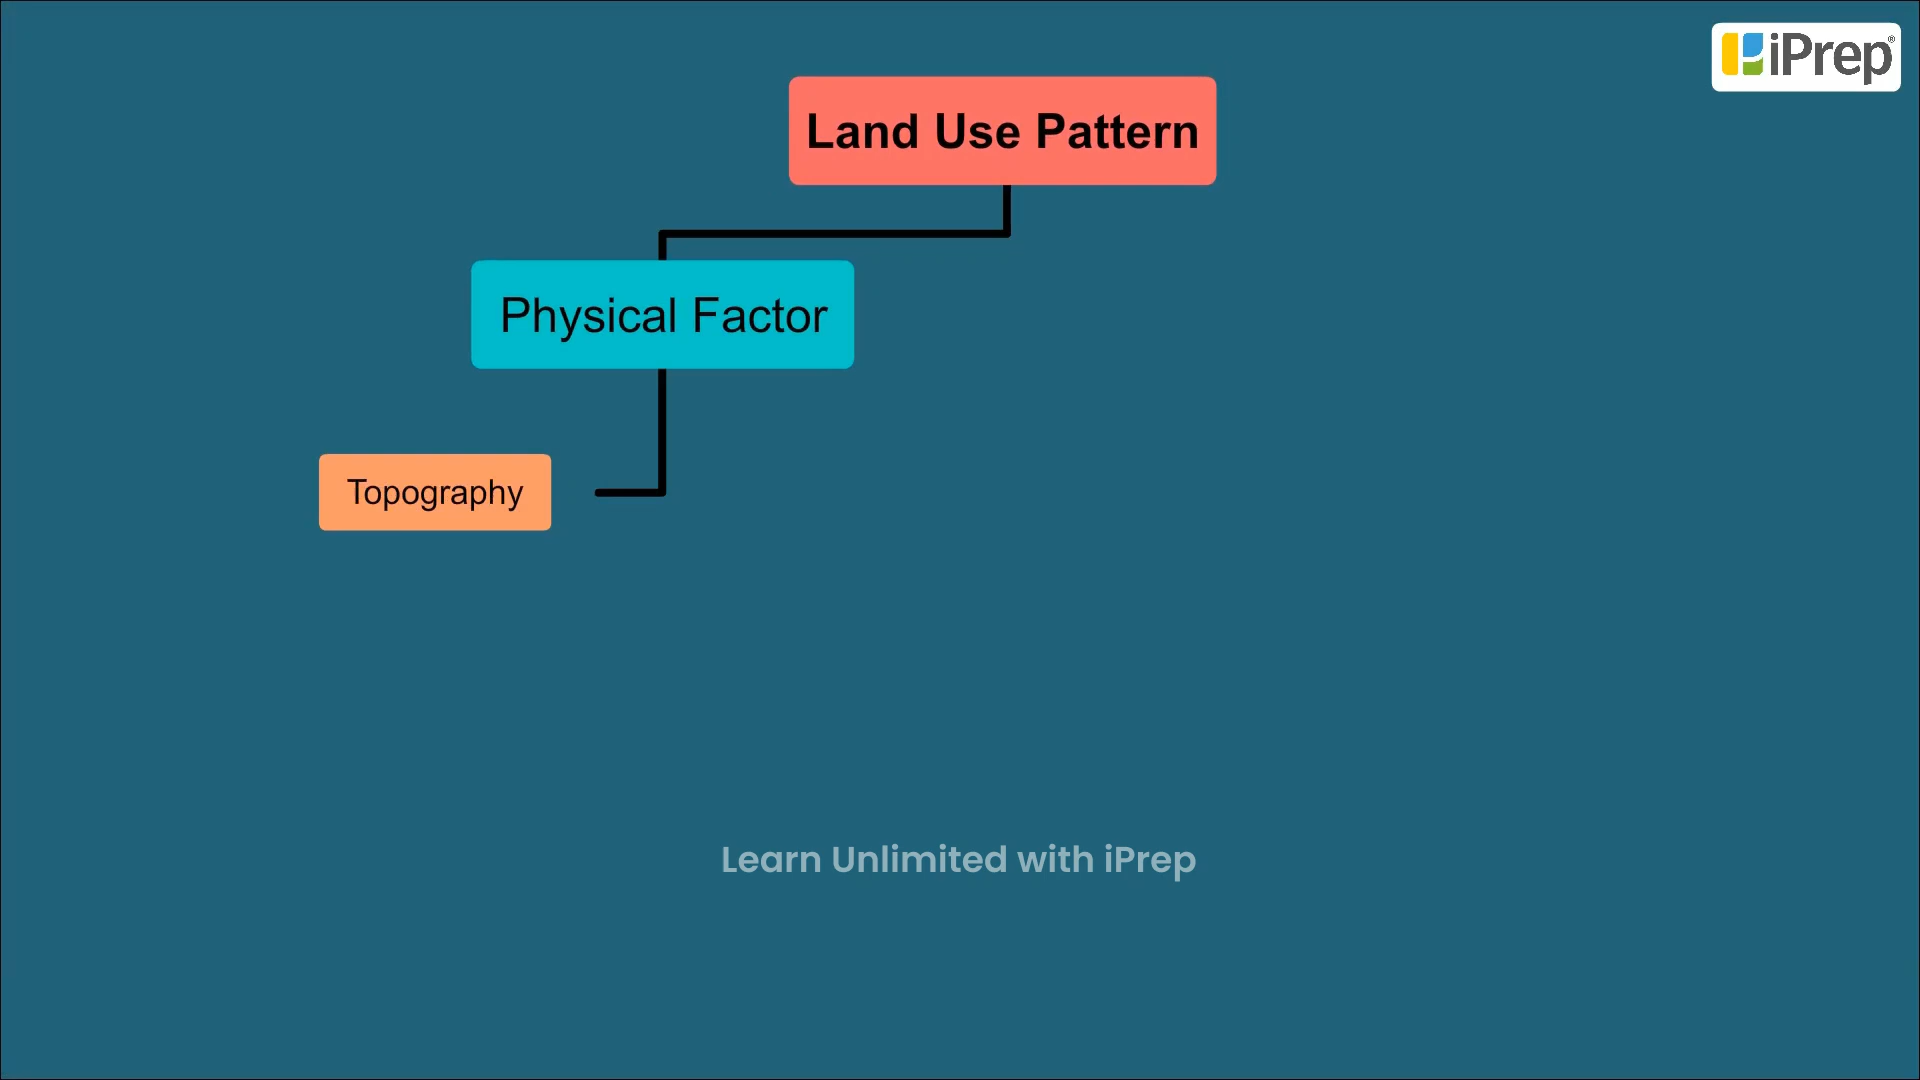 iPrep®
Land Use Pattern
Physical Factor
Topography
Learn Unlimited with iPrep